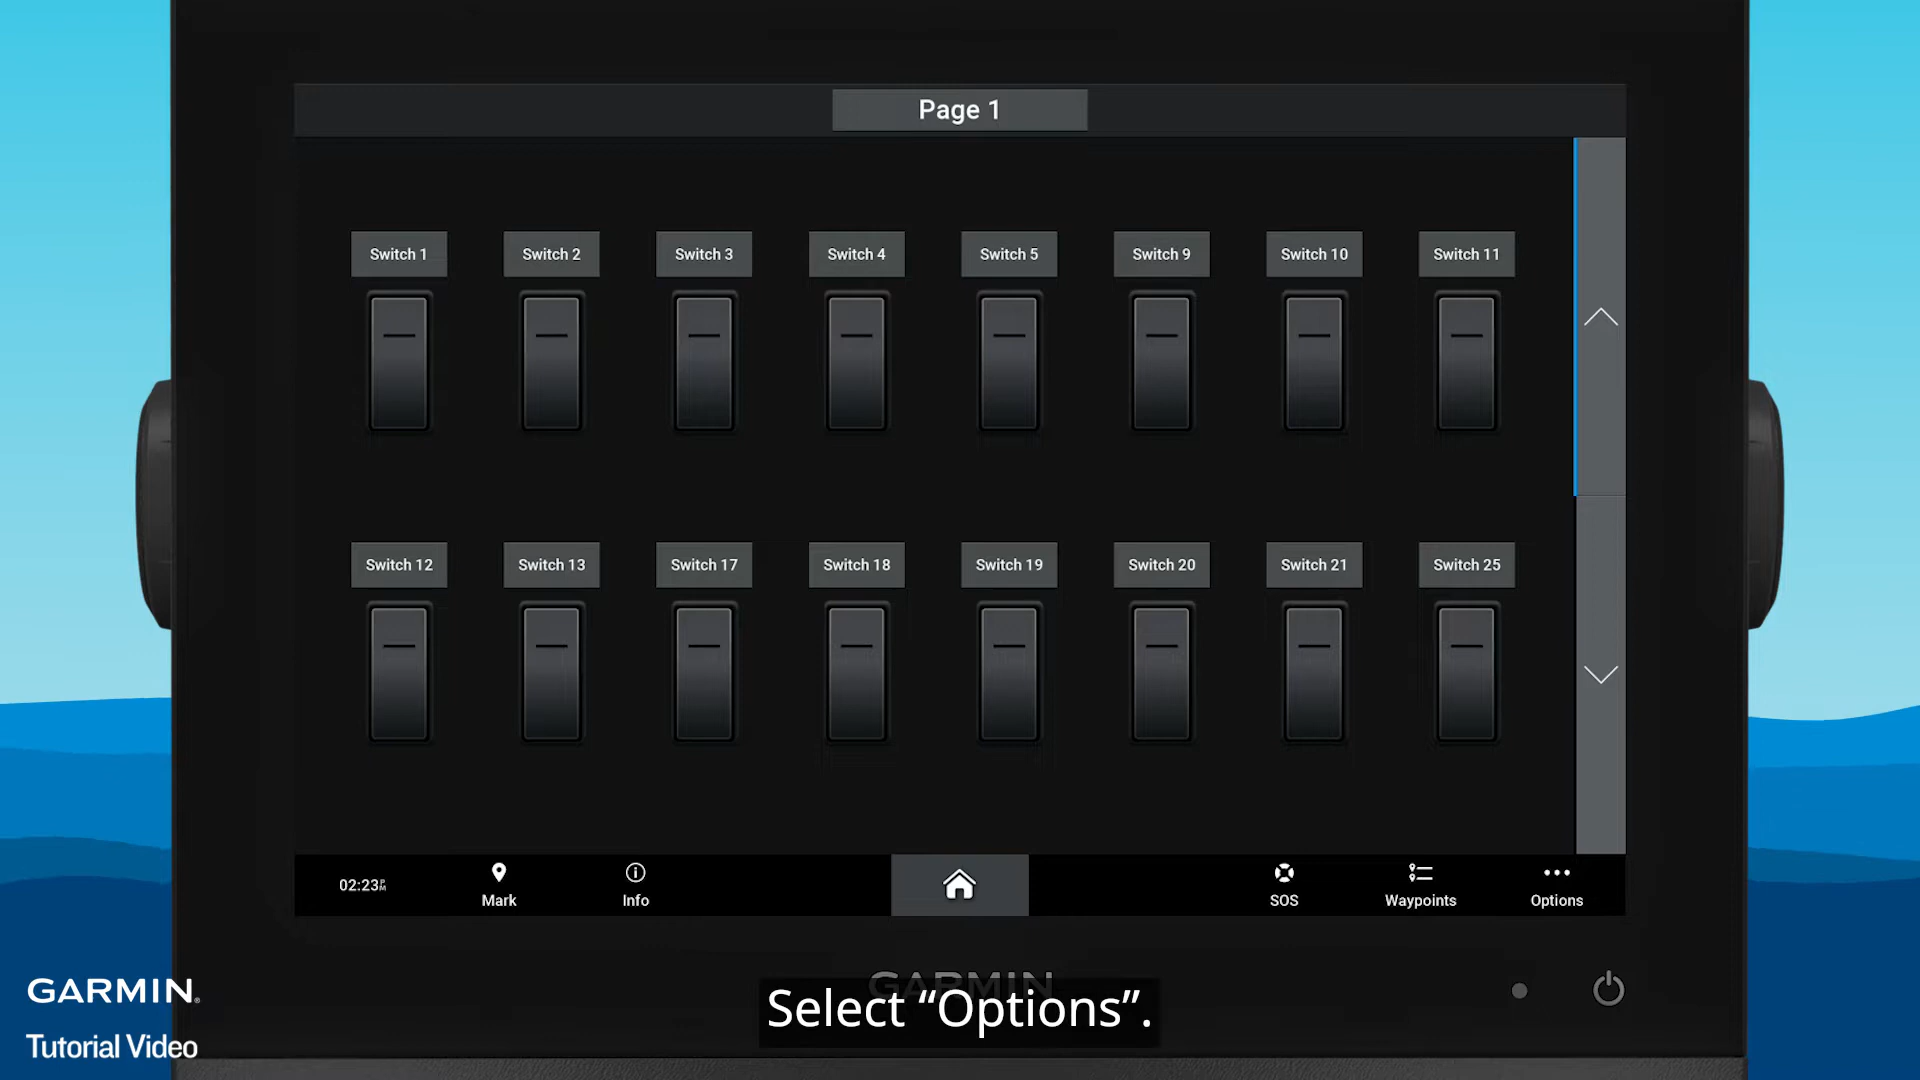 Page 1
Switch 1
Switch 2
Switch 3
Switch 4
Switch 5
Switch 9
Switch 10
Switch 11
Switch 12
Switch 13
Switch 17
Switch 18
Switch 19
Switch 20
Switch 21
Switch 25
02:23PM
Mark
Info
SOS
Waypoints
Options
GARMIN
Select “Options”.
GARMIN®
Tutorial Video